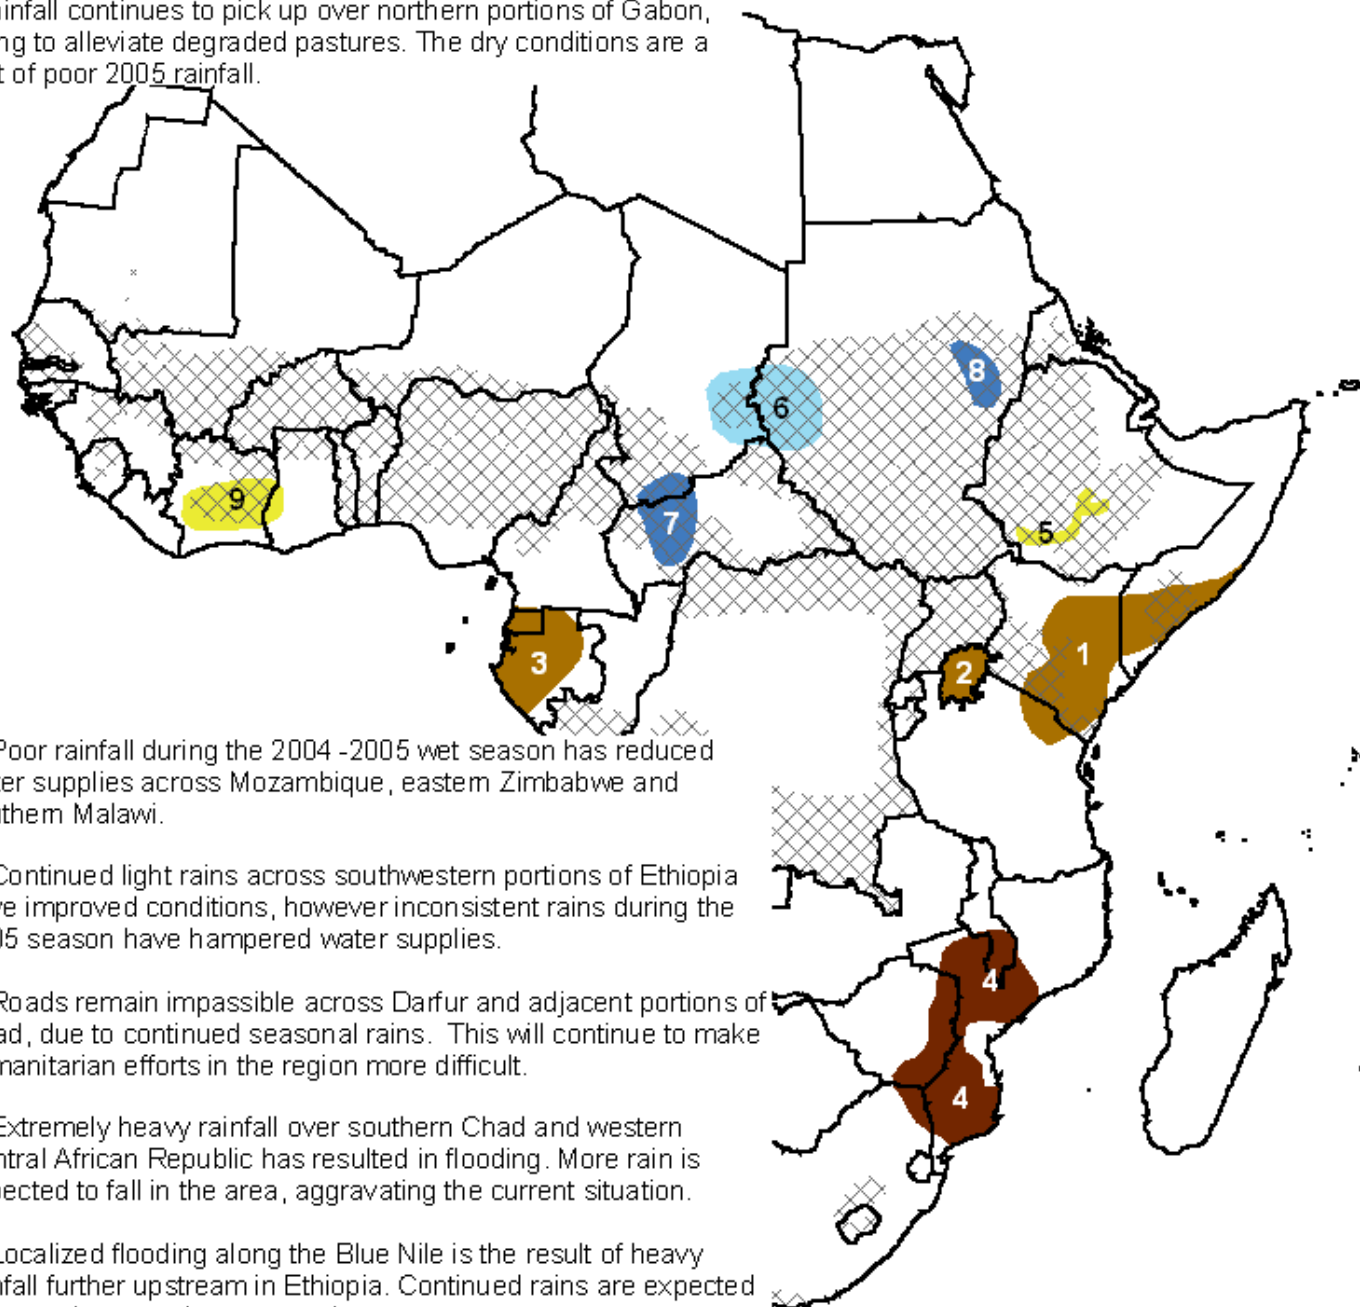 infall continues to pick up over northern portions of Gabon,
ng to alleviate degraded pastures. The dry conditions are a
t of poor 2005 rainfall.
8
6
9
7
5
1
3
2
Poor rainfall during the 2004 -2005 wet season has reduced
er supplies across Mozambique, eastern Zimbabwe and
thern Malawi.
Continued light rains across southwestern portions of Ethiopia
ve improved conditions, however inconsistent rains during the
05 season have hampered water supplies.
4
Roads remain impassible across Darfur and adjacent portions of
ad, due to continued seasonal rains. This will continue to make
manitarian efforts in the region more difficult.
4
Extremely heavy rainfall over southern Chad and western
ntral African Republic has resulted in flooding. More rain is
pected to fall in the area, aggravating the current situation.
Localized flooding along the Blue Nile is the result of heavy
nfall further upstream in Ethiopia. Continued rains are expected